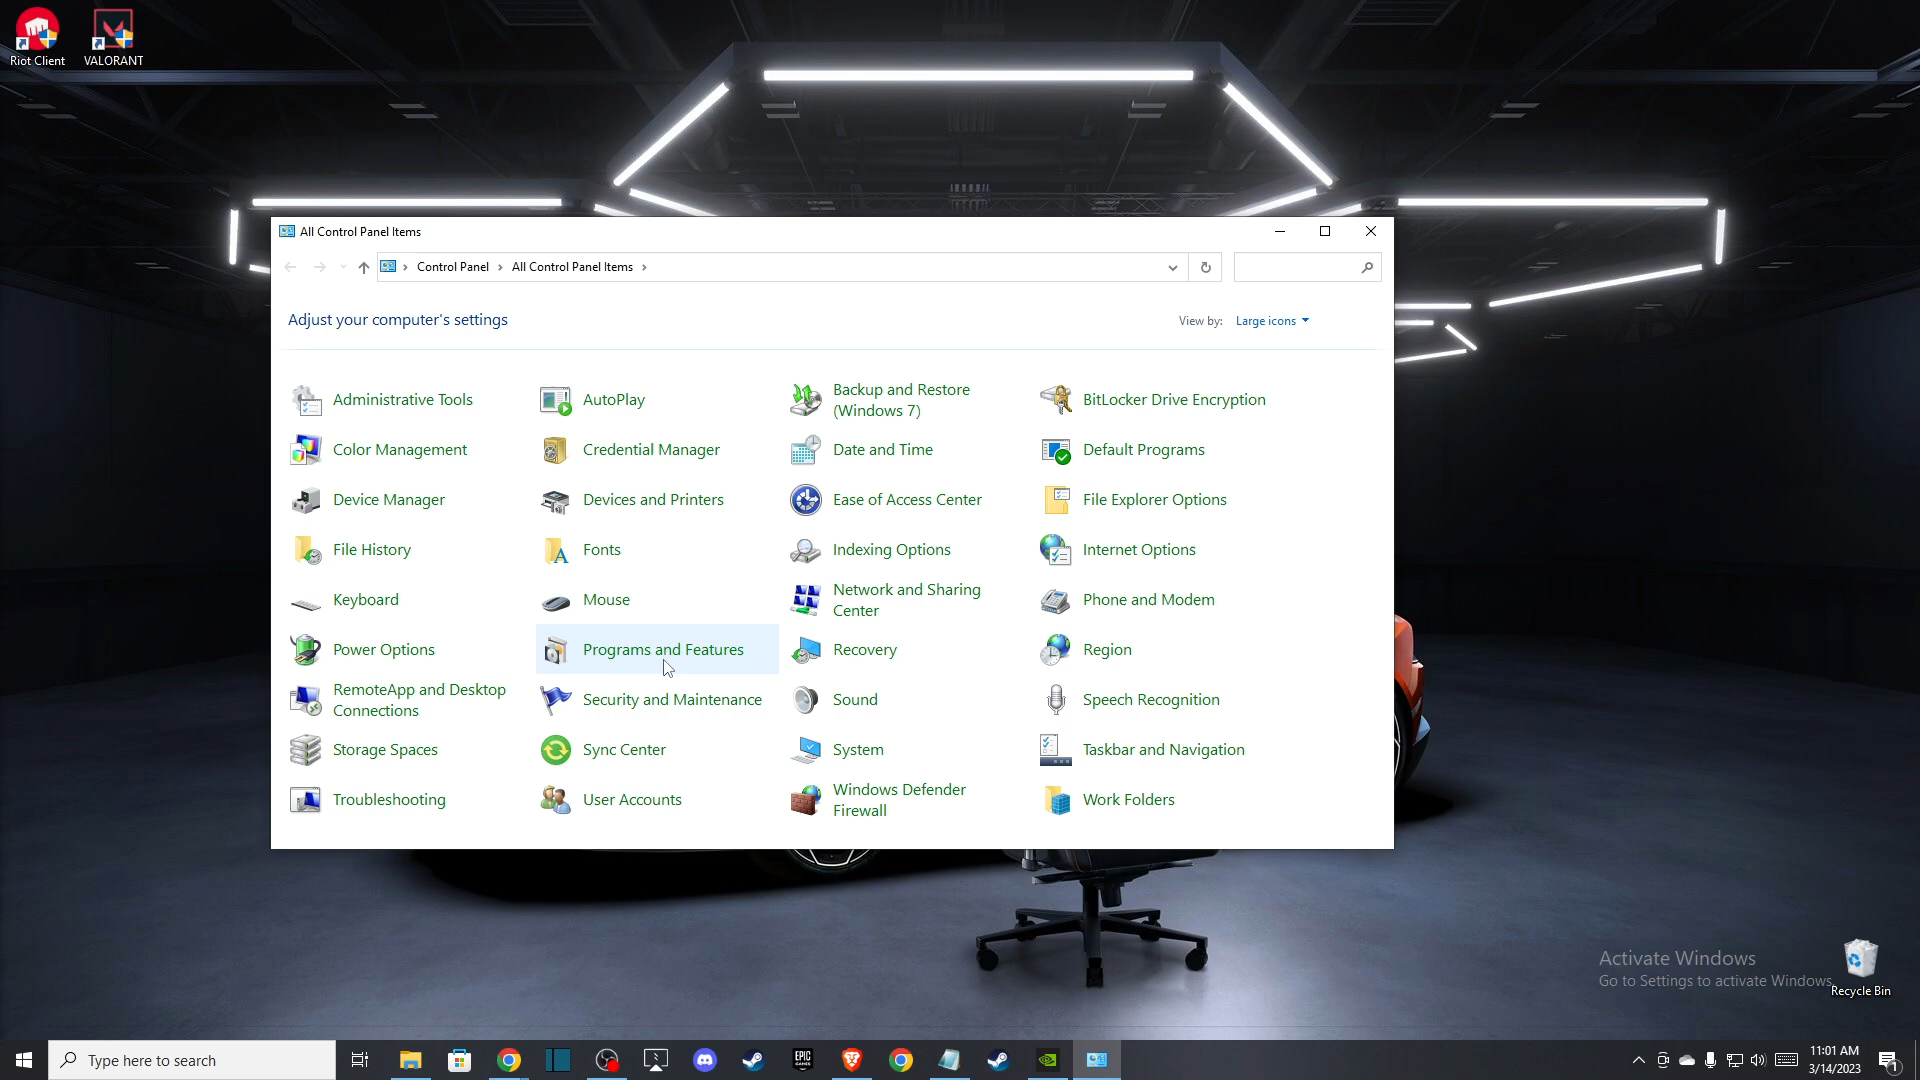 Riot Client
VALORANT
All Control Panel Items
Control Panel
All Control Panel Items
Adjust your computer's settings
View by:
Large icons
Administrative Tools
AutoPlay
Backup and Restore
(Windows 7)
BitLocker Drive Encryption
Color Management
Credential Manager
Date and Time
Default Programs
Device Manager
Devices and Printers
Ease of Access Center
File Explorer Options
File History
Fonts
Indexing Options
Internet Options
Keyboard
Mouse
Network and Sharing
Center
Phone and Modem
Power Options
Programs and Features
Recovery
Region
RemoteApp and Desktop
Connections
Security and Maintenance
Sound
Speech Recognition
Storage Spaces
Sync Center
System
Taskbar and Navigation
Troubleshooting
User Accounts
Windows Defender
Firewall
Work Folders
Activate Windows
Go to Settings to activate Windows.
Recycle Bin
Type here to search
EPIC
GAMES
11:01 AM
3/14/2023
1